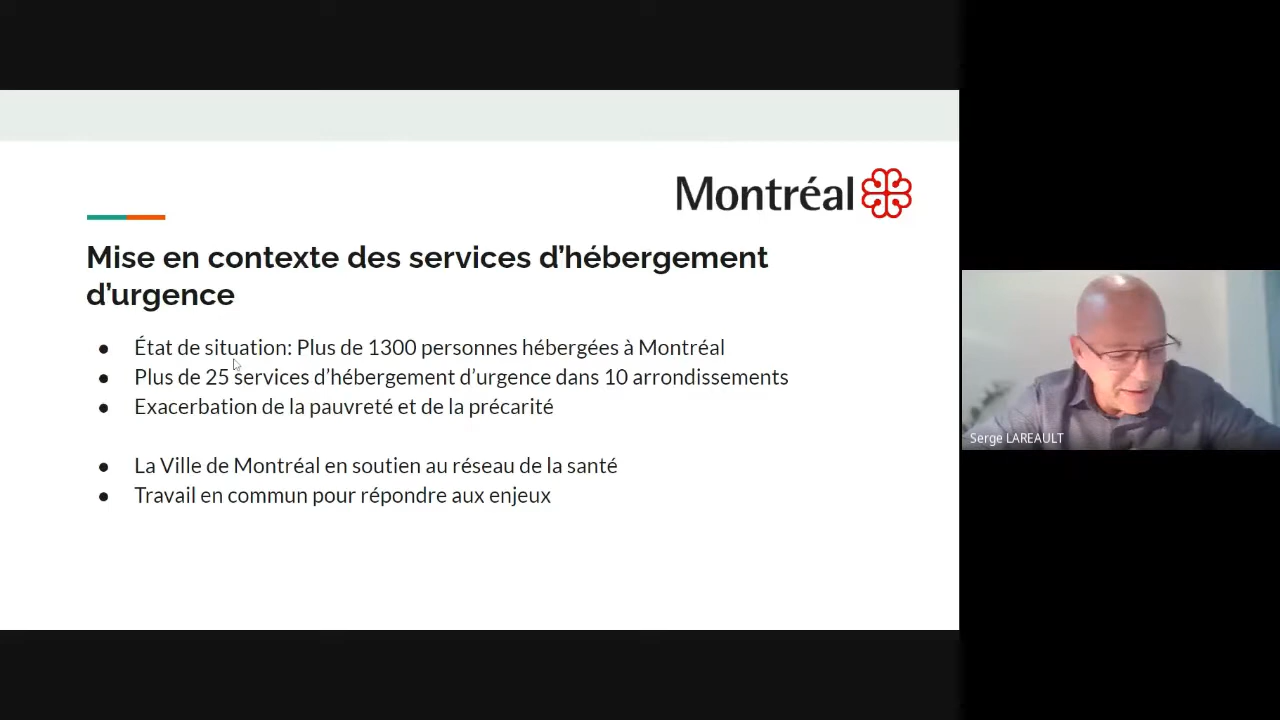 Montréal
Mise en contexte des services d’hébergement
d’urgence
● État de situation: Plus de 1300 personnes hébergées à Montréal
● Plus de 25 services d’hébergement d’urgence dans 10 arrondissements
● Exacerbation de la pauvreté et de la précarité
● La Ville de Montréal en soutien au réseau de la santé
● Travail en commun pour répondre aux enjeux
Serge LAREAULT